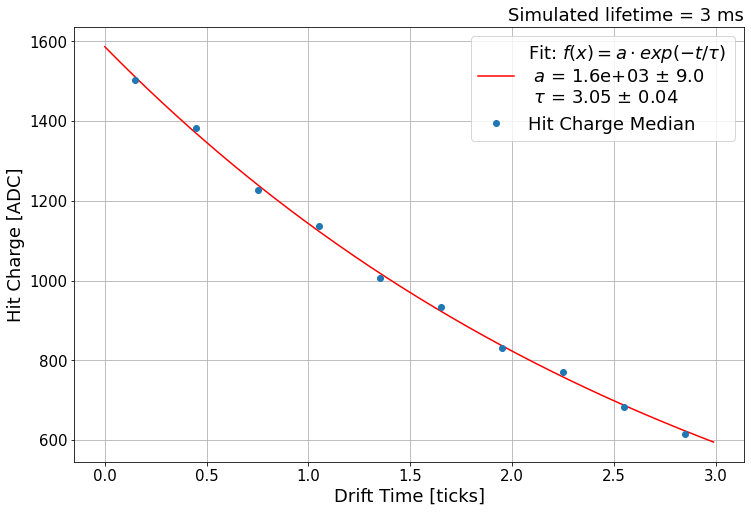 Simulated lifetime = 3 ms
Fit: f(x) = a · exp(−t/τ)
a = 1.6e+03 ± 9.0
τ = 3.05 ± 0.04
Hit Charge Median
Hit Charge [ADC]
1600
1400
1200
1000
800
600
0.0 0.5 1.0 1.5 2.0 2.5 3.0
Drift Time [ticks]